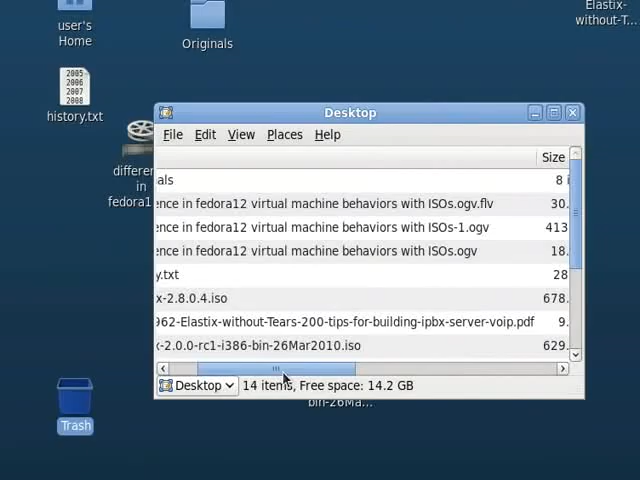 user's
Home
Originals
Elastix-
without-T...
2005
2006
2007
2008
history.txt
differen
in
fedora1
Desktop
File Edit View Places Help
Size
als 8 i
ence in fedora12 virtual machine behaviors with ISOs.ogv.flv 30.
ence in fedora12 virtual machine behaviors with ISOs-1.ogv 413
ence in fedora12 virtual machine behaviors with ISOs.ogv 18.
y.txt 28
x-2.8.0.4.iso 678.
962-Elastix-without-Tears-200-tips-for-building-ipbx-server-voip.pdf 9.
x-2.0.0-rc1-i386-bin-26Mar2010.iso 629.
Desktop 14 items, Free space: 14.2 GB
bin-26Ma...
Trash